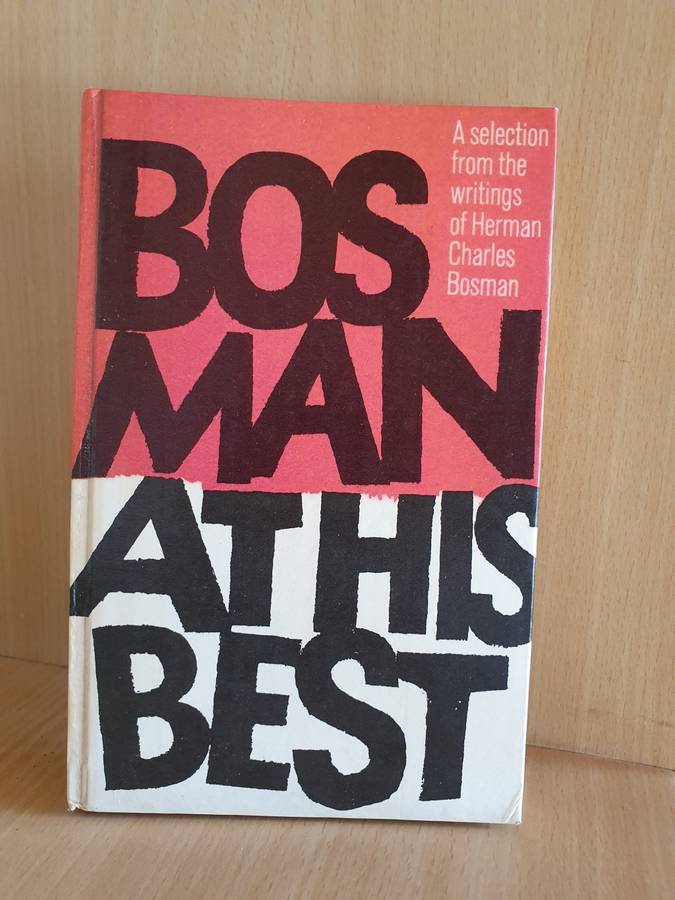 BOS
MAN
AT HIS
BEST
A selection
from the
writings
of Herman
Charles
Bosman